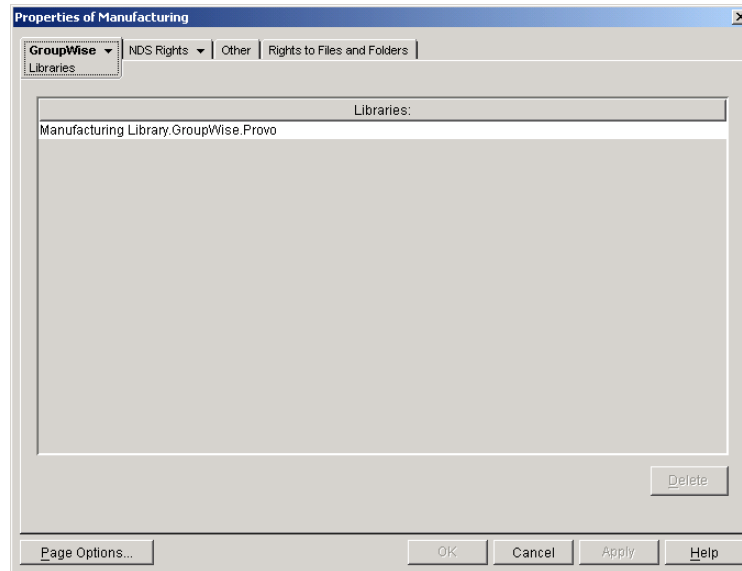 Properties of Manufacturing
GroupWise NDS Rights Other Rights to Files and Folders
Libraries
Libraries:
Manufacturing Library.GroupWise.Provo
Delete
Page Options... OK Cancel Apply Help